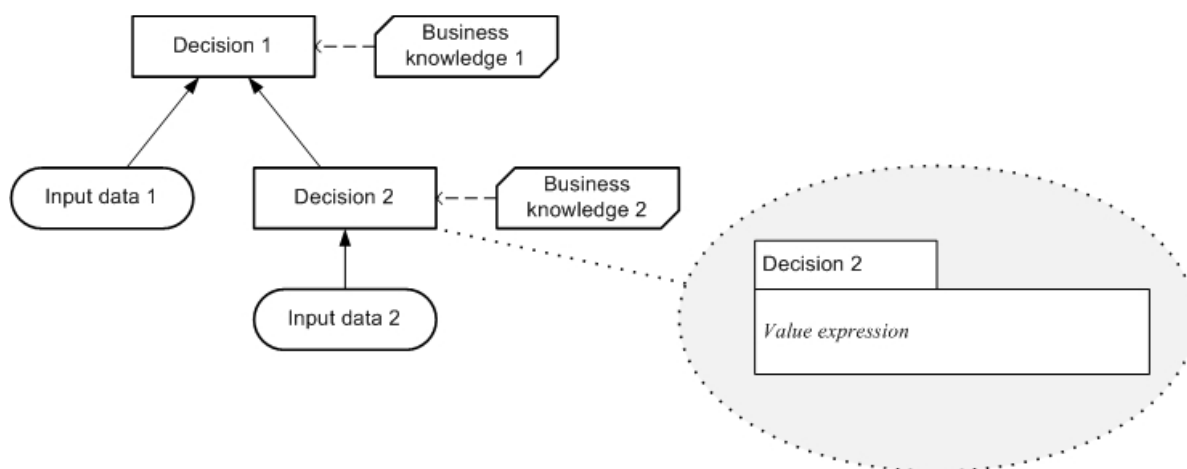 Decision 1
Business
knowledge 1
Input data 1
Decision 2
Business
knowledge 2
Input data 2
Decision 2
Value expression